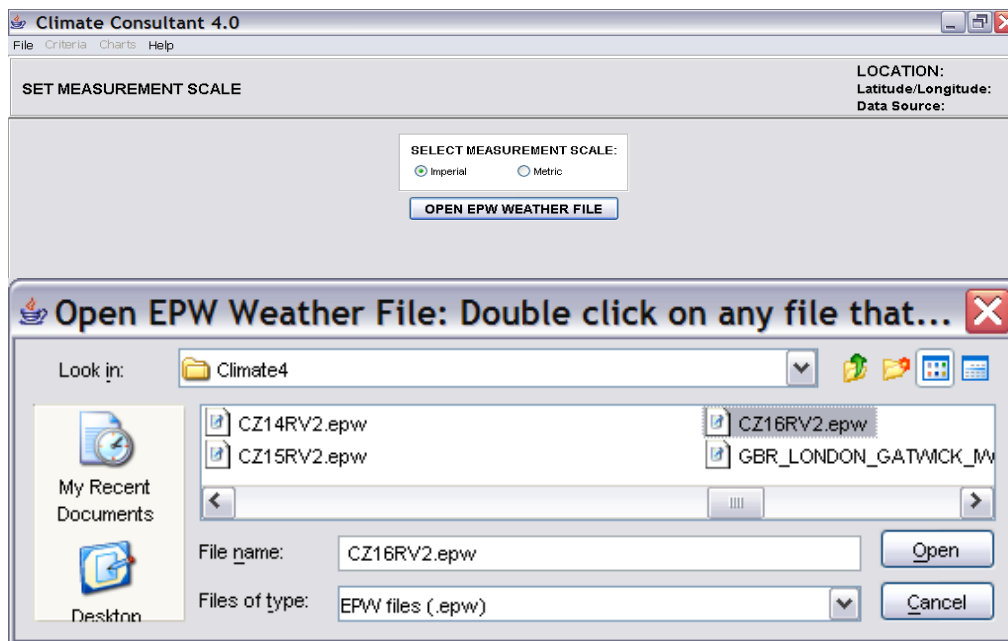 Climate Consultant 4.0
File Criteria Charts Help
SET MEASUREMENT SCALE
LOCATION:
Latitude/Longitude:
Data Source:
SELECT MEASUREMENT SCALE:
Imperial Metric
OPEN EPW WEATHER FILE
Open EPW Weather File: Double click on any file that...
Look in: Climate4
CZ14RV2.epw CZ16RV2.epw
CZ15RV2.epw GBR_LONDON_GATWICK_IW
My Recent
Documents
Desktop
File name: CZ16RV2.epw Open
Files of type: EPW files (.epw) Cancel